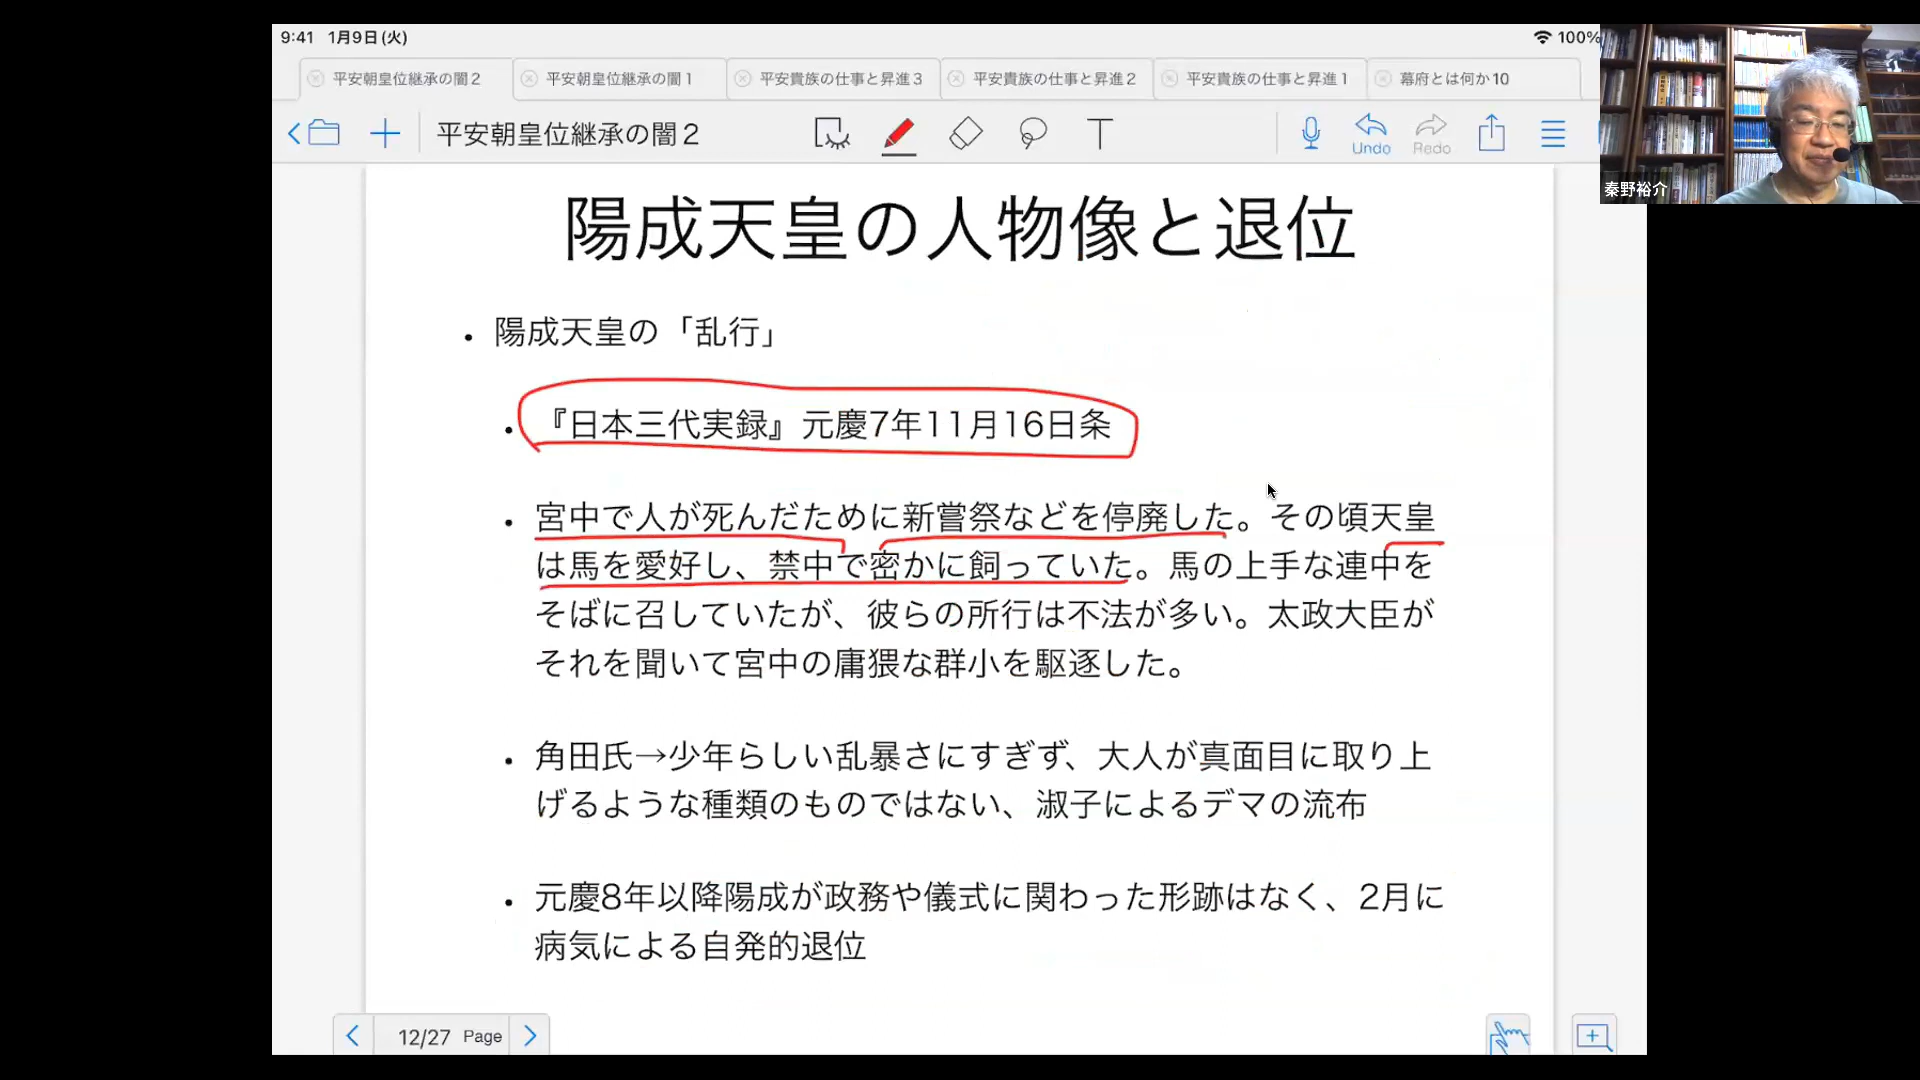 9:41 1月9日(火)
100%
平安朝皇位継承の闇2
平安朝皇位継承の闇1
平安貴族の仕事と昇進3
平安貴族の仕事と昇進2
平安貴族の仕事と昇進1
幕府とは何か10
平安朝皇位継承の闇2
T
Undo
Redo
秦野裕介
陽成天皇の人物像と退位
• 陽成天皇の「乱行」
• 『日本三代実録』元慶7年11月16日条
• 宮中で人が死んだために新嘗祭などを停廃した。その頃天皇
は馬を愛好し、禁中で密かに飼っていた。馬の上手な連中を
そばに召していたが、彼らの所行は不法が多い。太政大臣が
それを聞いて宮中の庸猥な群小を駆逐した。
• 角田氏→少年らしい乱暴さにすぎず、大人が真面目に取り上
げるような種類のものではない、淑子によるデマの流布
• 元慶8年以降陽成が政務や儀式に関わった形跡はなく、2月に
病気による自発的退位
12/27 Page